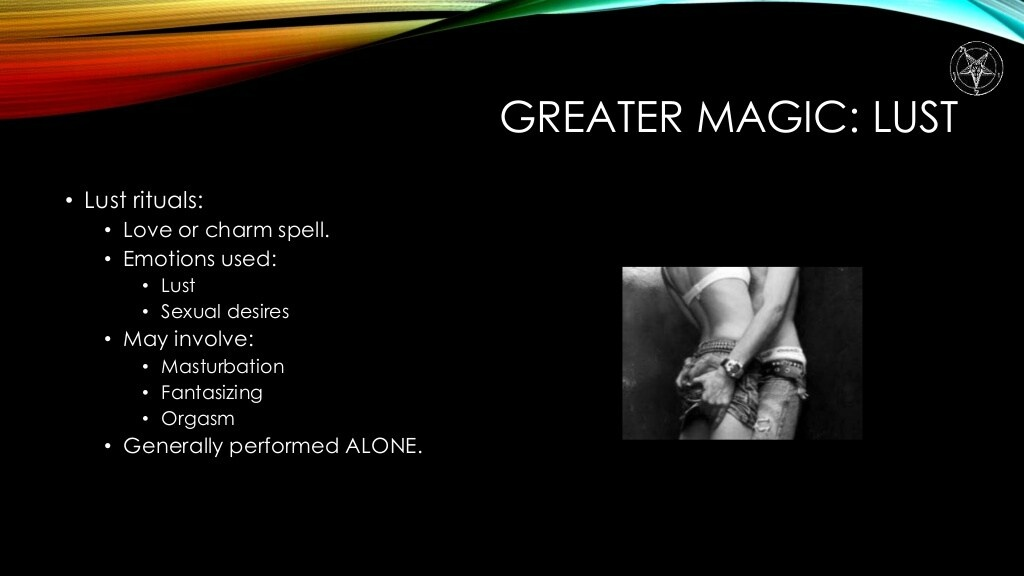 GREATER MAGIC: LUST
• Lust rituals:
• Love or charm spell.
• Emotions used:
• Lust
• Sexual desires
• May involve:
• Masturbation
• Fantasizing
• Orgasm
• Generally performed ALONE.